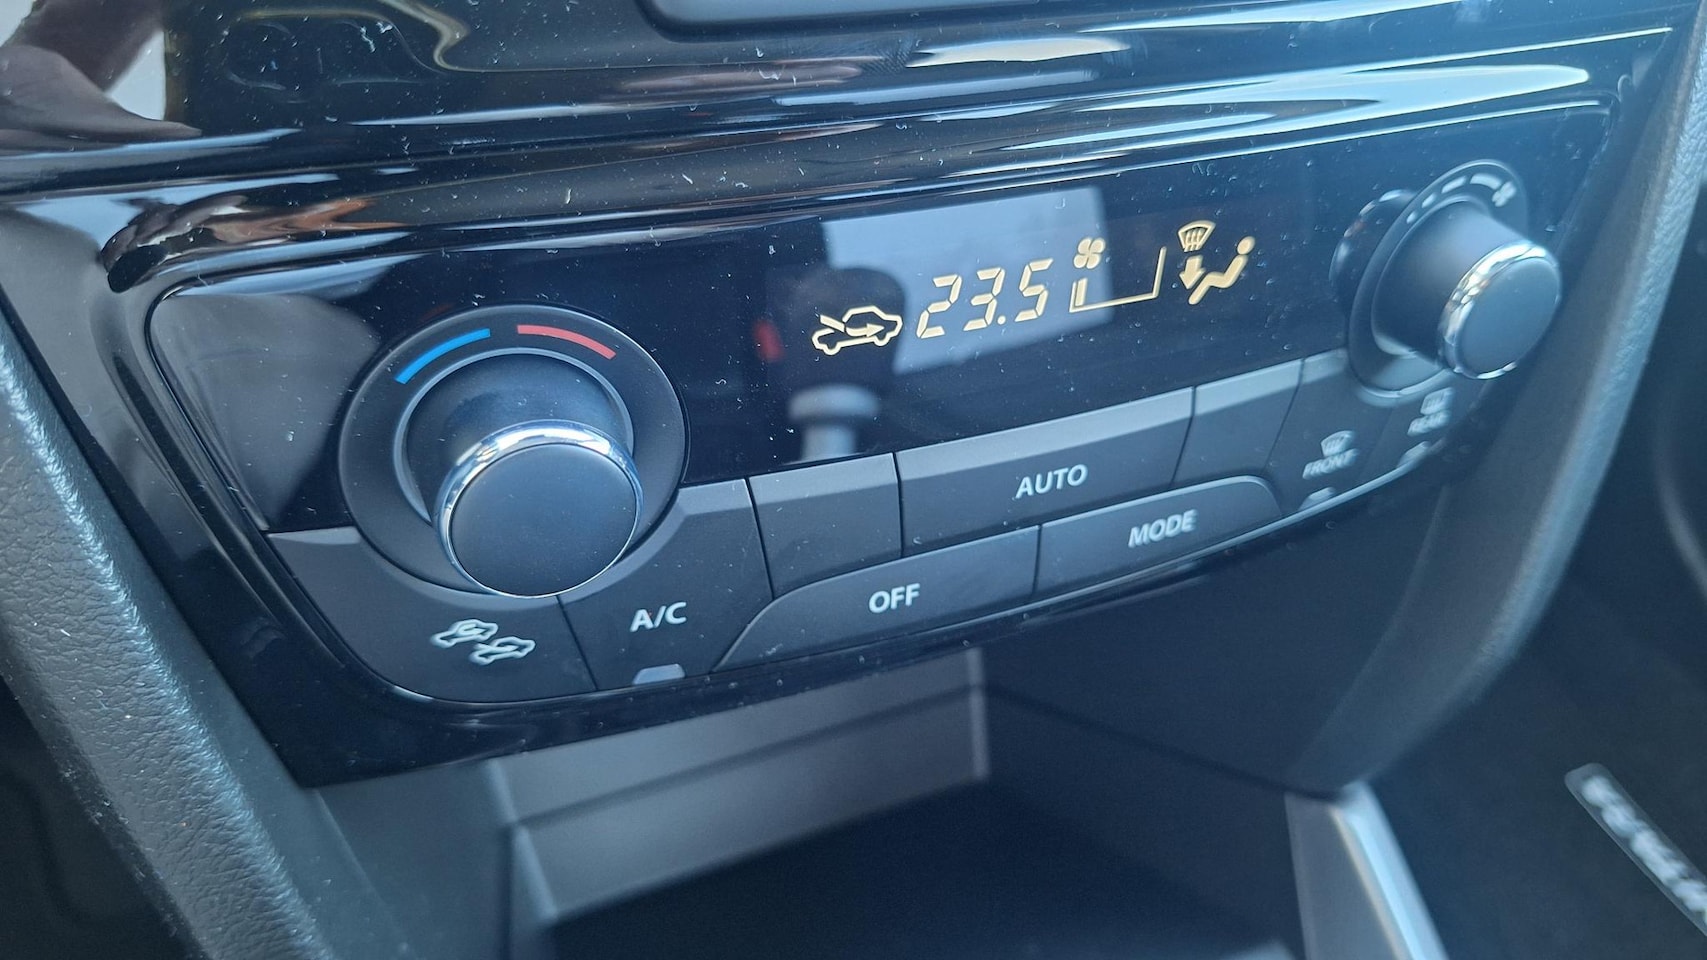 23.5
AUTO
FRONT
REAR
MODE
OFF
A/C